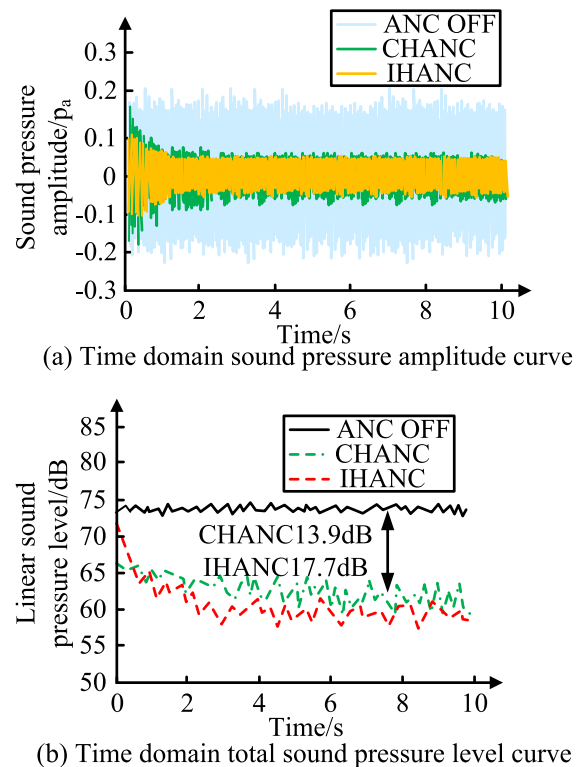 ANC OFF
CHANC
IHANC
Sound pressure
amplitude/pa
0.3
0.2
0.1
0
-0.1
-0.2
-0.3
0 2 4 6 8 10
Time/s
(a) Time domain sound pressure amplitude curve
ANC OFF
CHANC
IHANC
CHANC13.9dB
IHANC17.7dB
Linear sound
pressure level/dB
85
80
75
70
65
60
55
50
0 2 4 6 8 10
Time/s
(b) Time domain total sound pressure level curve